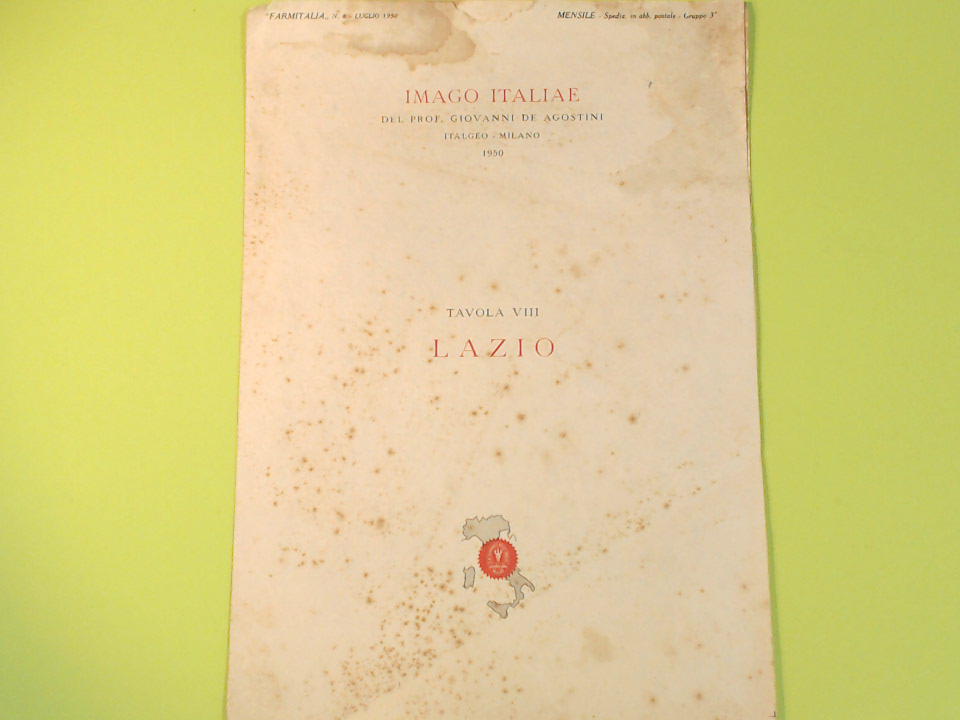 "FARMITALIA„ N. 8 - LUGLIO 1950
MENSILE - Spediz. in abb. postale - Gruppo 3°
IMAGO ITALIAE
DEL PROF. GIOVANNI DE AGOSTINI
ITALGEO - MILANO
1950
TAVOLA VIII
LAZIO